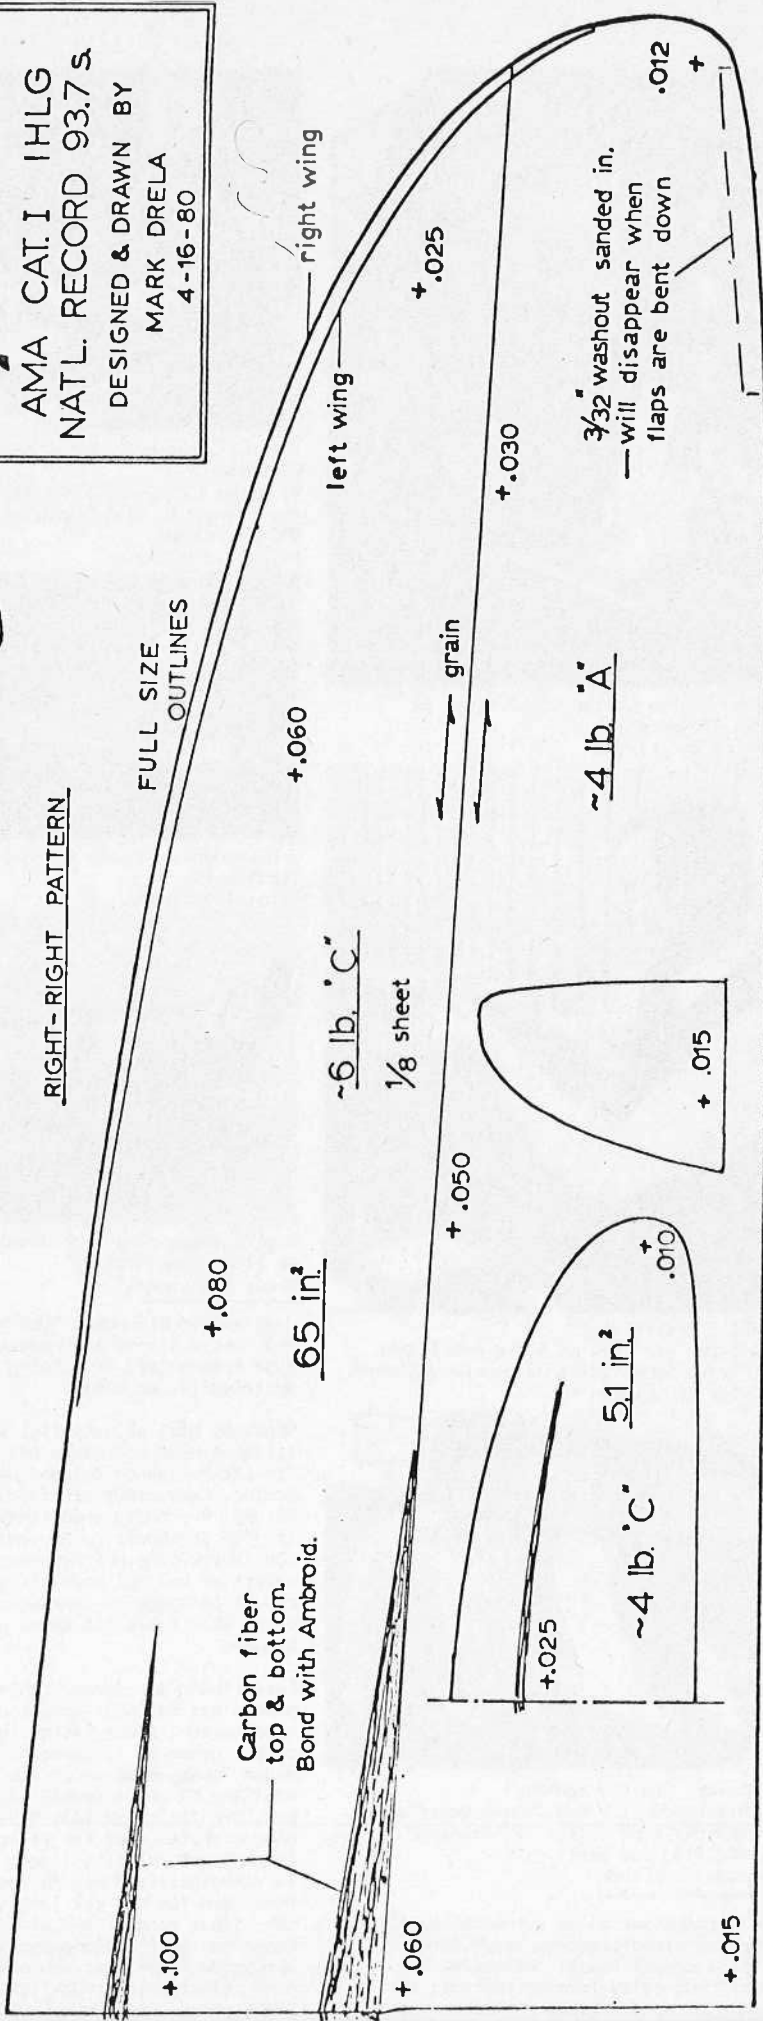 AMA CAT. I IHLG
NAT'L. RECORD 93.7 s.
DESIGNED & DRAWN BY
MARK DRELA
4-16-80
RIGHT-RIGHT PATTERN
FULL SIZE
OUTLINES
right wing
left wing
+.025
.012
+
3/32" washout sanded in.
— will disappear when
flaps are bent down
+.030
grain
+.060
~4 lb. "A"
~6 lb. "C"
1/8 sheet
+.050
+ .015
+.080
65 in.²
Carbon fiber
top & bottom.
Bond with Ambroid.
+.100
+.060
+.015
+.025
~4 lb. "C"
5.1 in²
+
.010